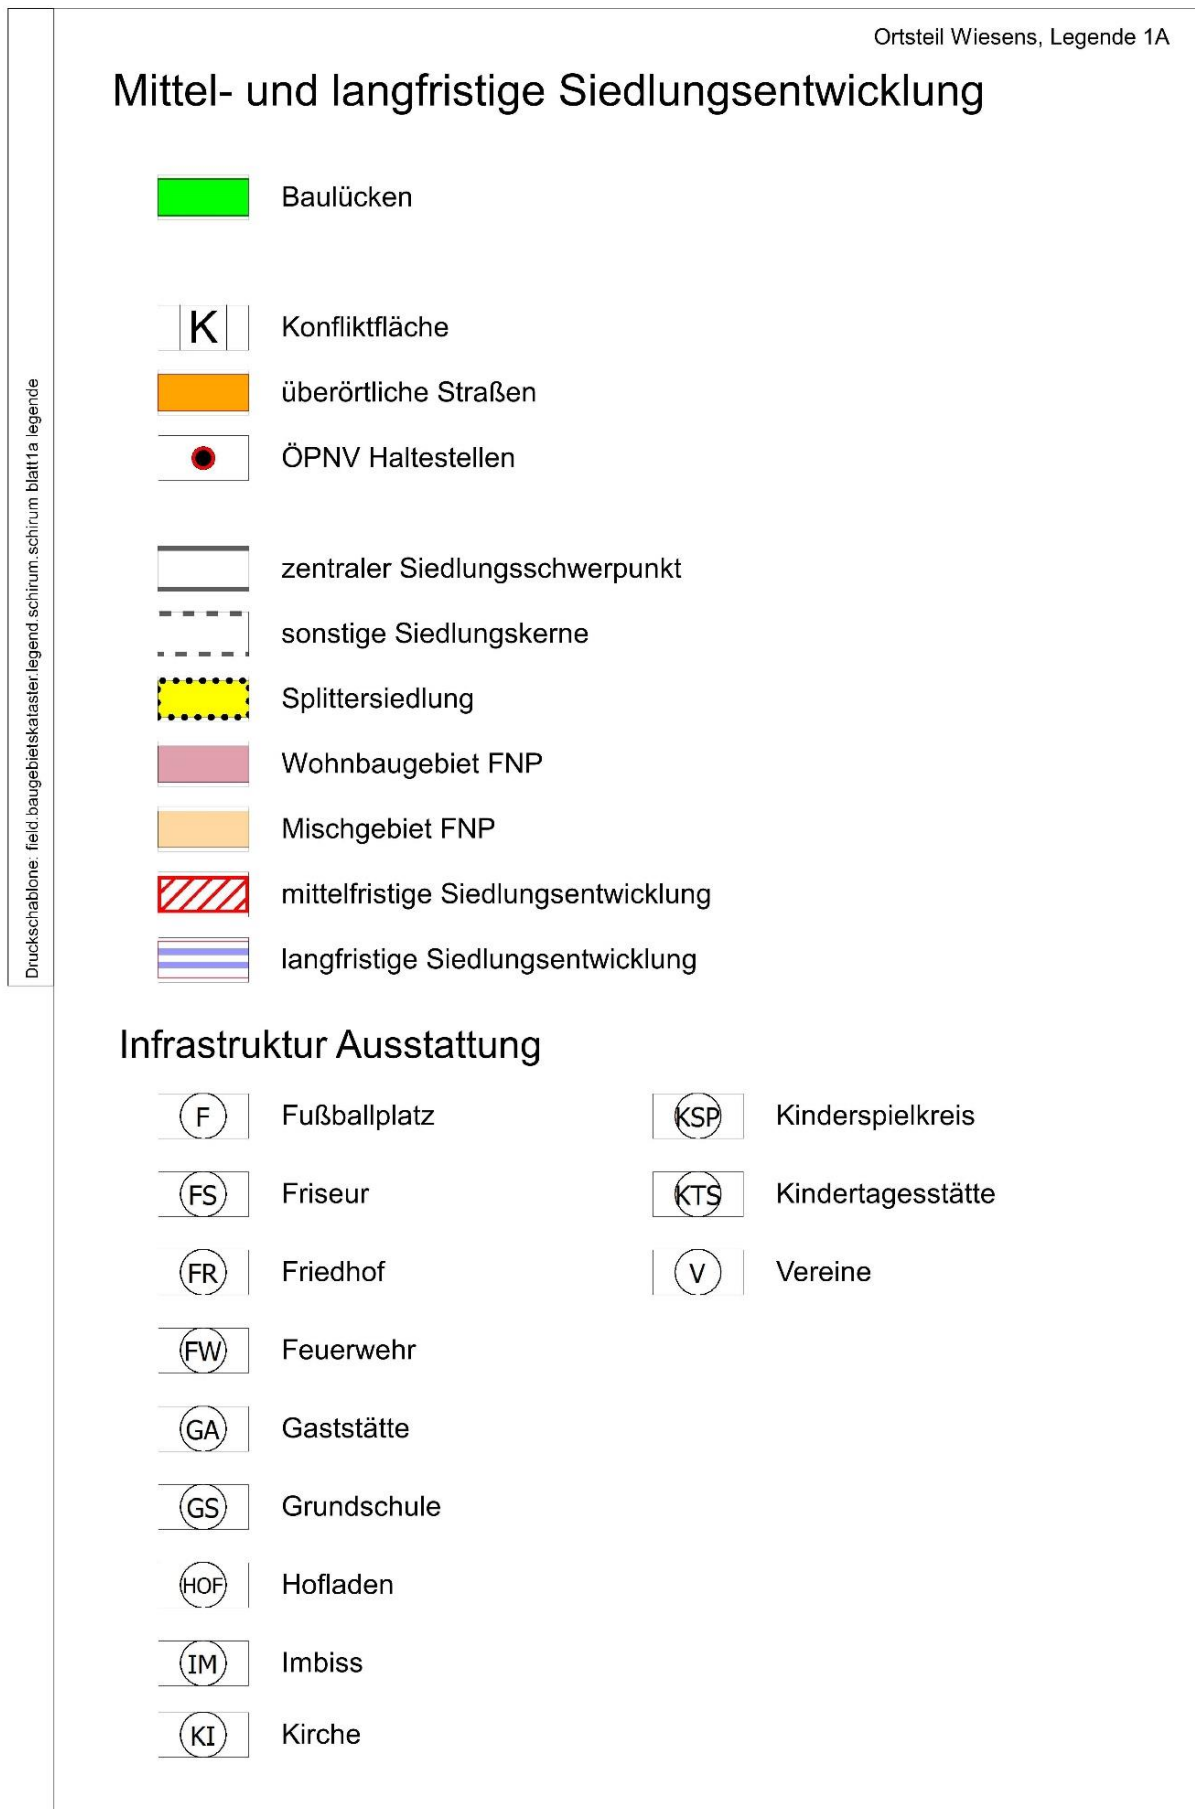 Ortsteil Wiesens, Legende 1A
Mittel- und langfristige Siedlungsentwicklung
Baulücken
K Konfliktfläche
überörtliche Straßen
ÖPNV Haltestellen
zentraler Siedlungsschwerpunkt
sonstige Siedlungskerne
Splittersiedlung
Wohnbaugebiet FNP
Mischgebiet FNP
mittelfristige Siedlungsentwicklung
langfristige Siedlungsentwicklung
Druckschablone: field.baugebietskataster.legend.schirum.schirum blatt1a legende
Infrastruktur Ausstattung
F Fußballplatz
FS Friseur
FR Friedhof
FW Feuerwehr
GA Gaststätte
GS Grundschule
HOF Hofladen
IM Imbiss
KI Kirche
KSP Kinderspielkreis
KTS Kindertagesstätte
V Vereine